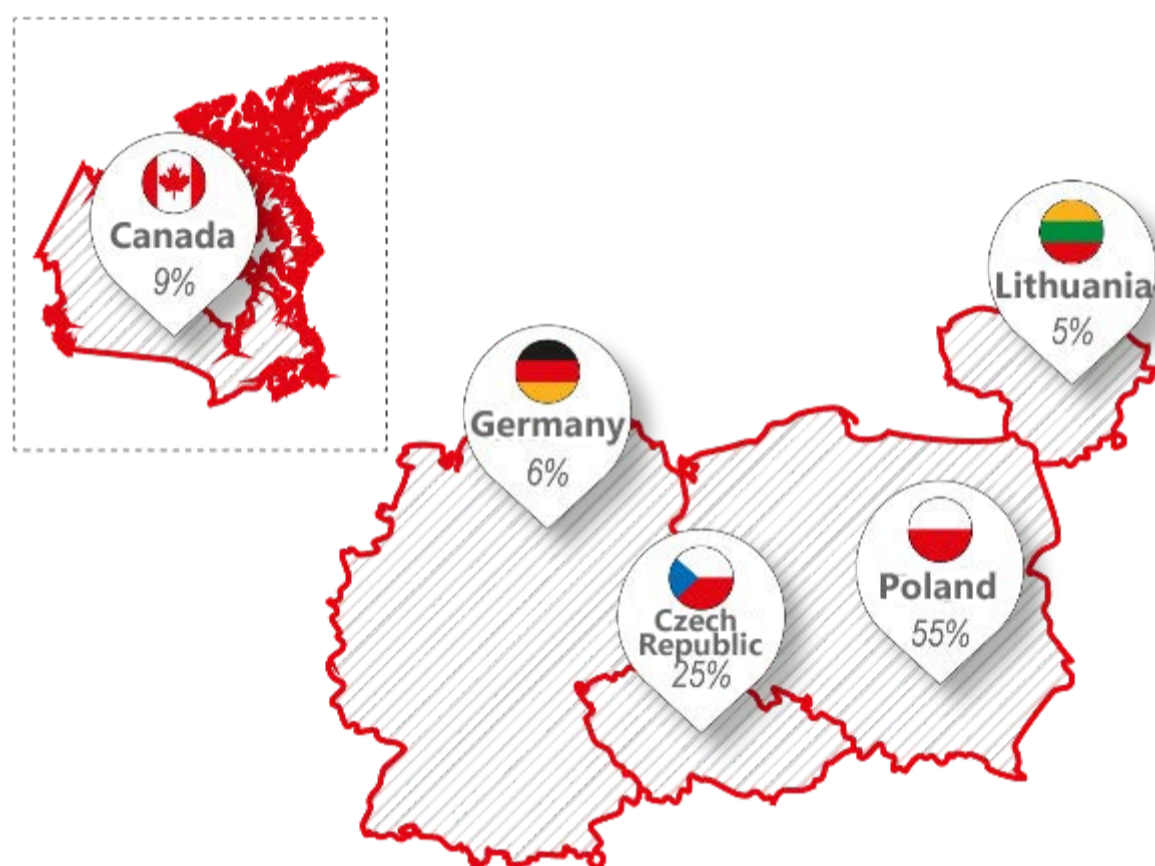 Canada
9%
Lithuania
5%
Germany
6%
Poland
55%
Czech
Republic
25%